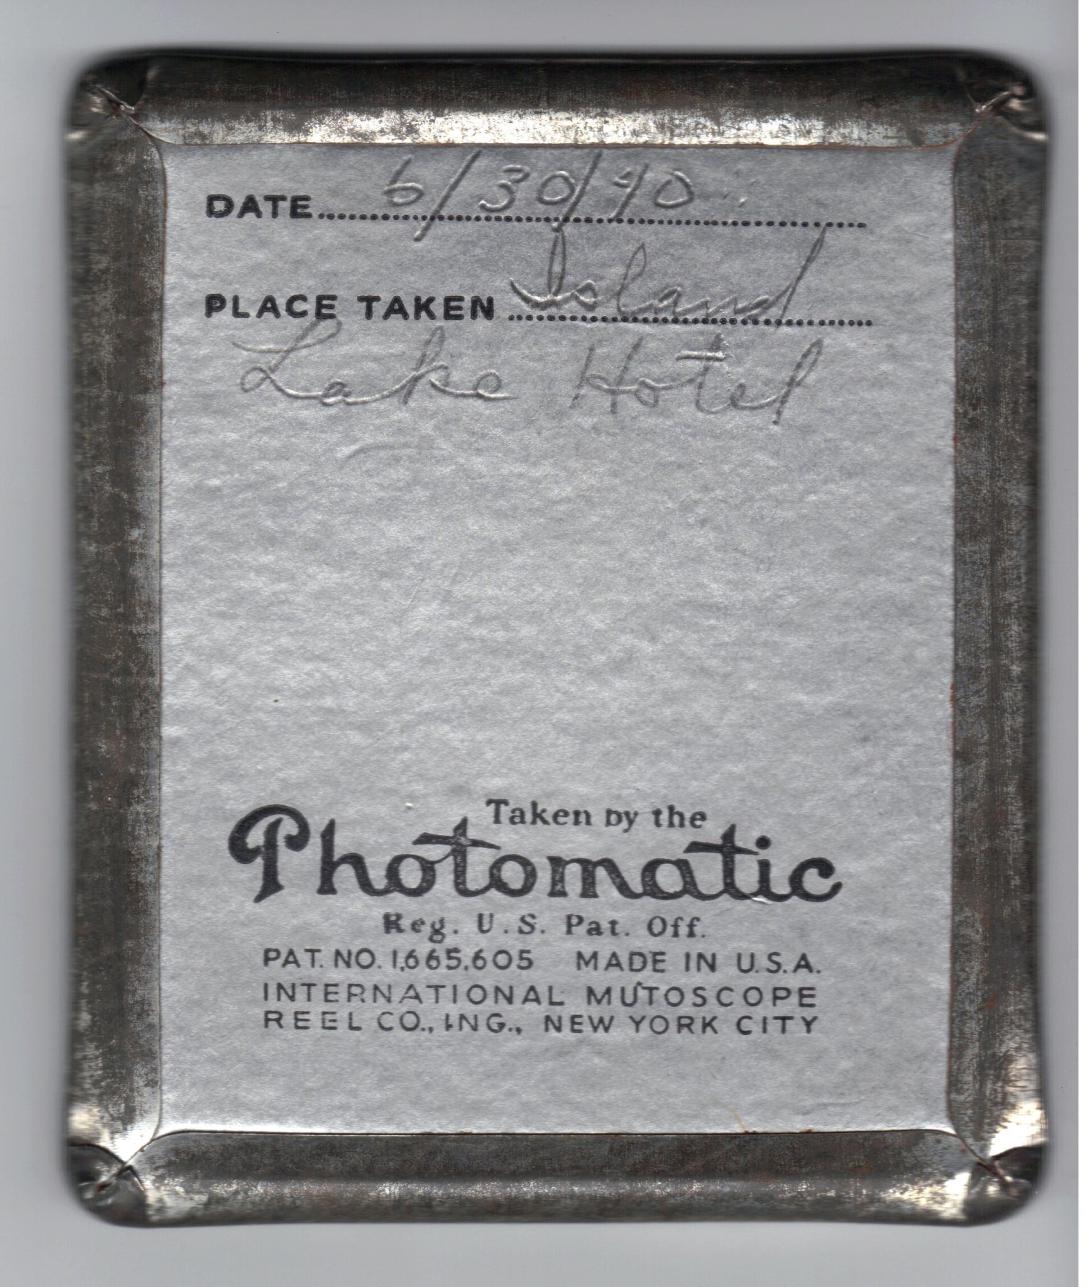 DATE 6/30/40
PLACE TAKEN Island
Lake Hotel
Taken by the
Photomatic
Reg. U.S. Pat. Off.
PAT. NO. 1,665,605 MADE IN U.S.A.
INTERNATIONAL MUTOSCOPE
REEL CO., INC., NEW YORK CITY